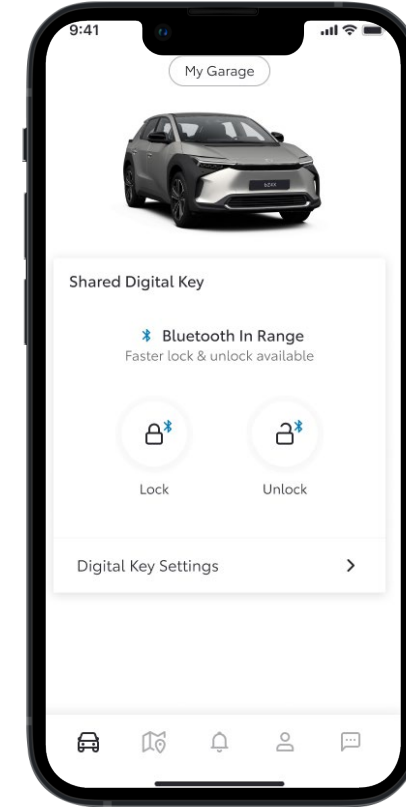 9:41
My Garage
Shared Digital Key
Bluetooth In Range
Faster lock & unlock available
Lock
Unlock
Digital Key Settings